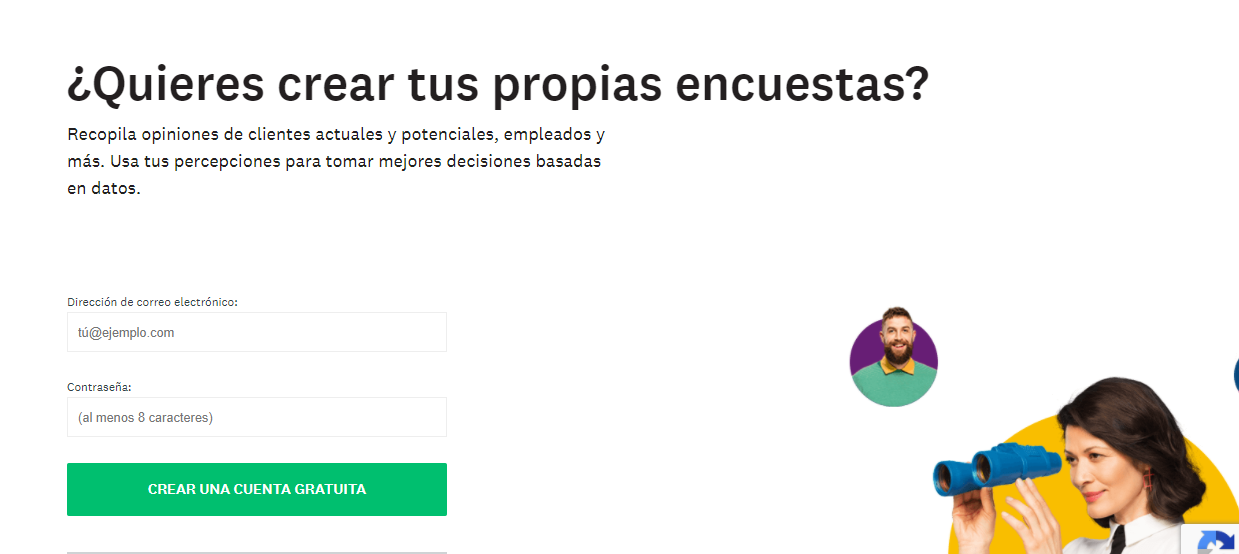 ¿Quieres crear tus propias encuestas?
Recopila opiniones de clientes actuales y potenciales, empleados y
más. Usa tus percepciones para tomar mejores decisiones basadas
en datos.
Dirección de correo electrónico:
tú@ejemplo.com
Contraseña:
(al menos 8 caracteres)
CREAR UNA CUENTA GRATUITA